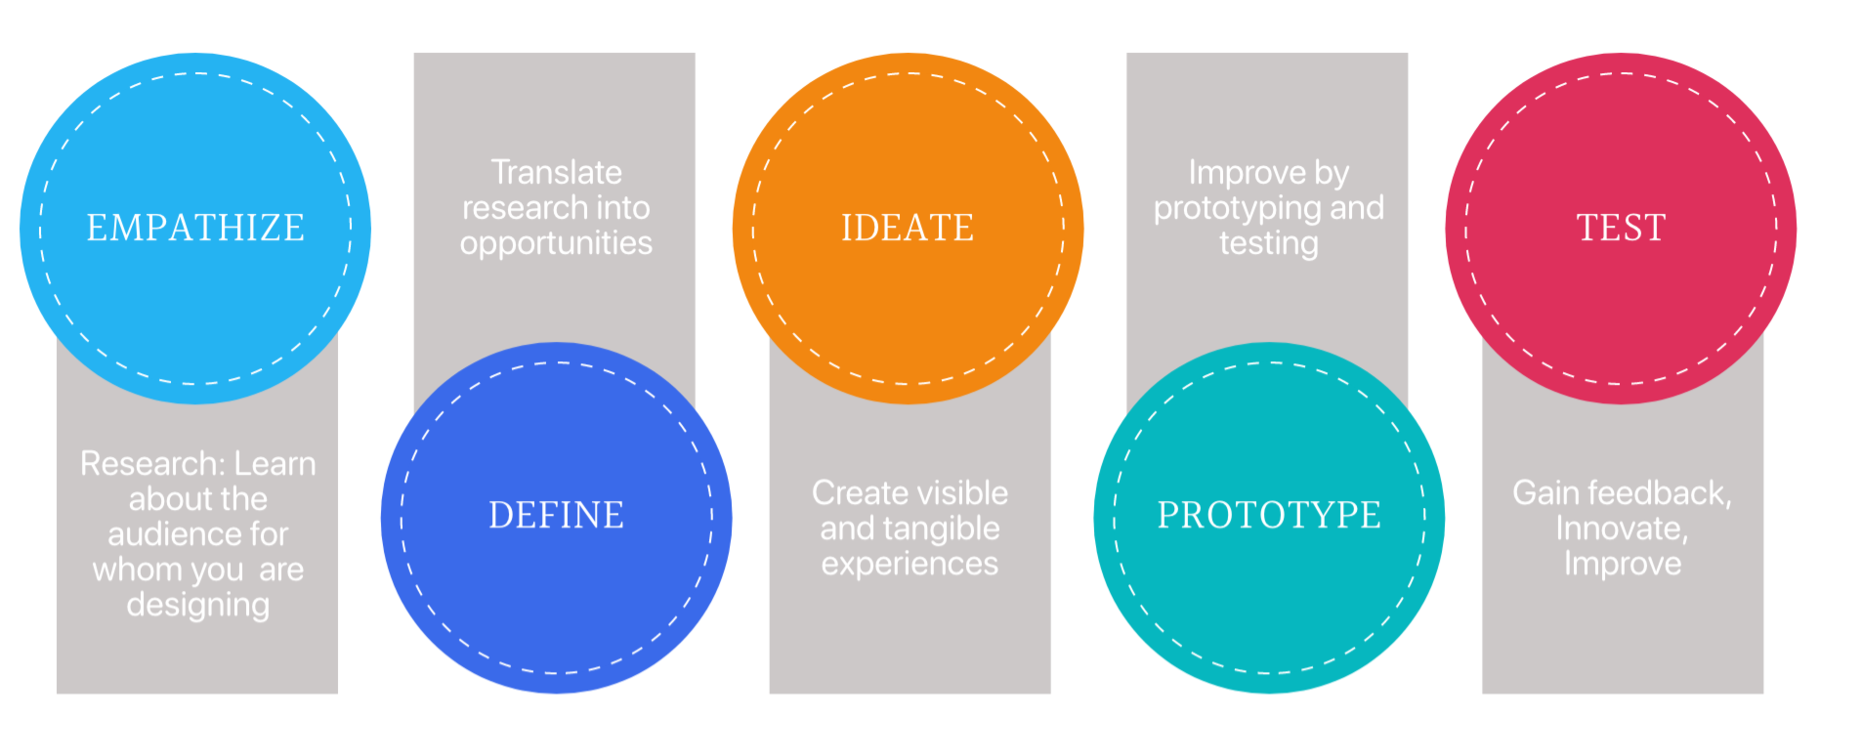 EMPATHIZE
Research: Learn
about the
audience for
whom you  are
designing
Translate
research into
opportunities
DEFINE
IDEATE
Create visible
and tangible
experiences
Improve by
prototyping and
testing
PROTOTYPE
TEST
Gain feedback,
Innovate,
Improve